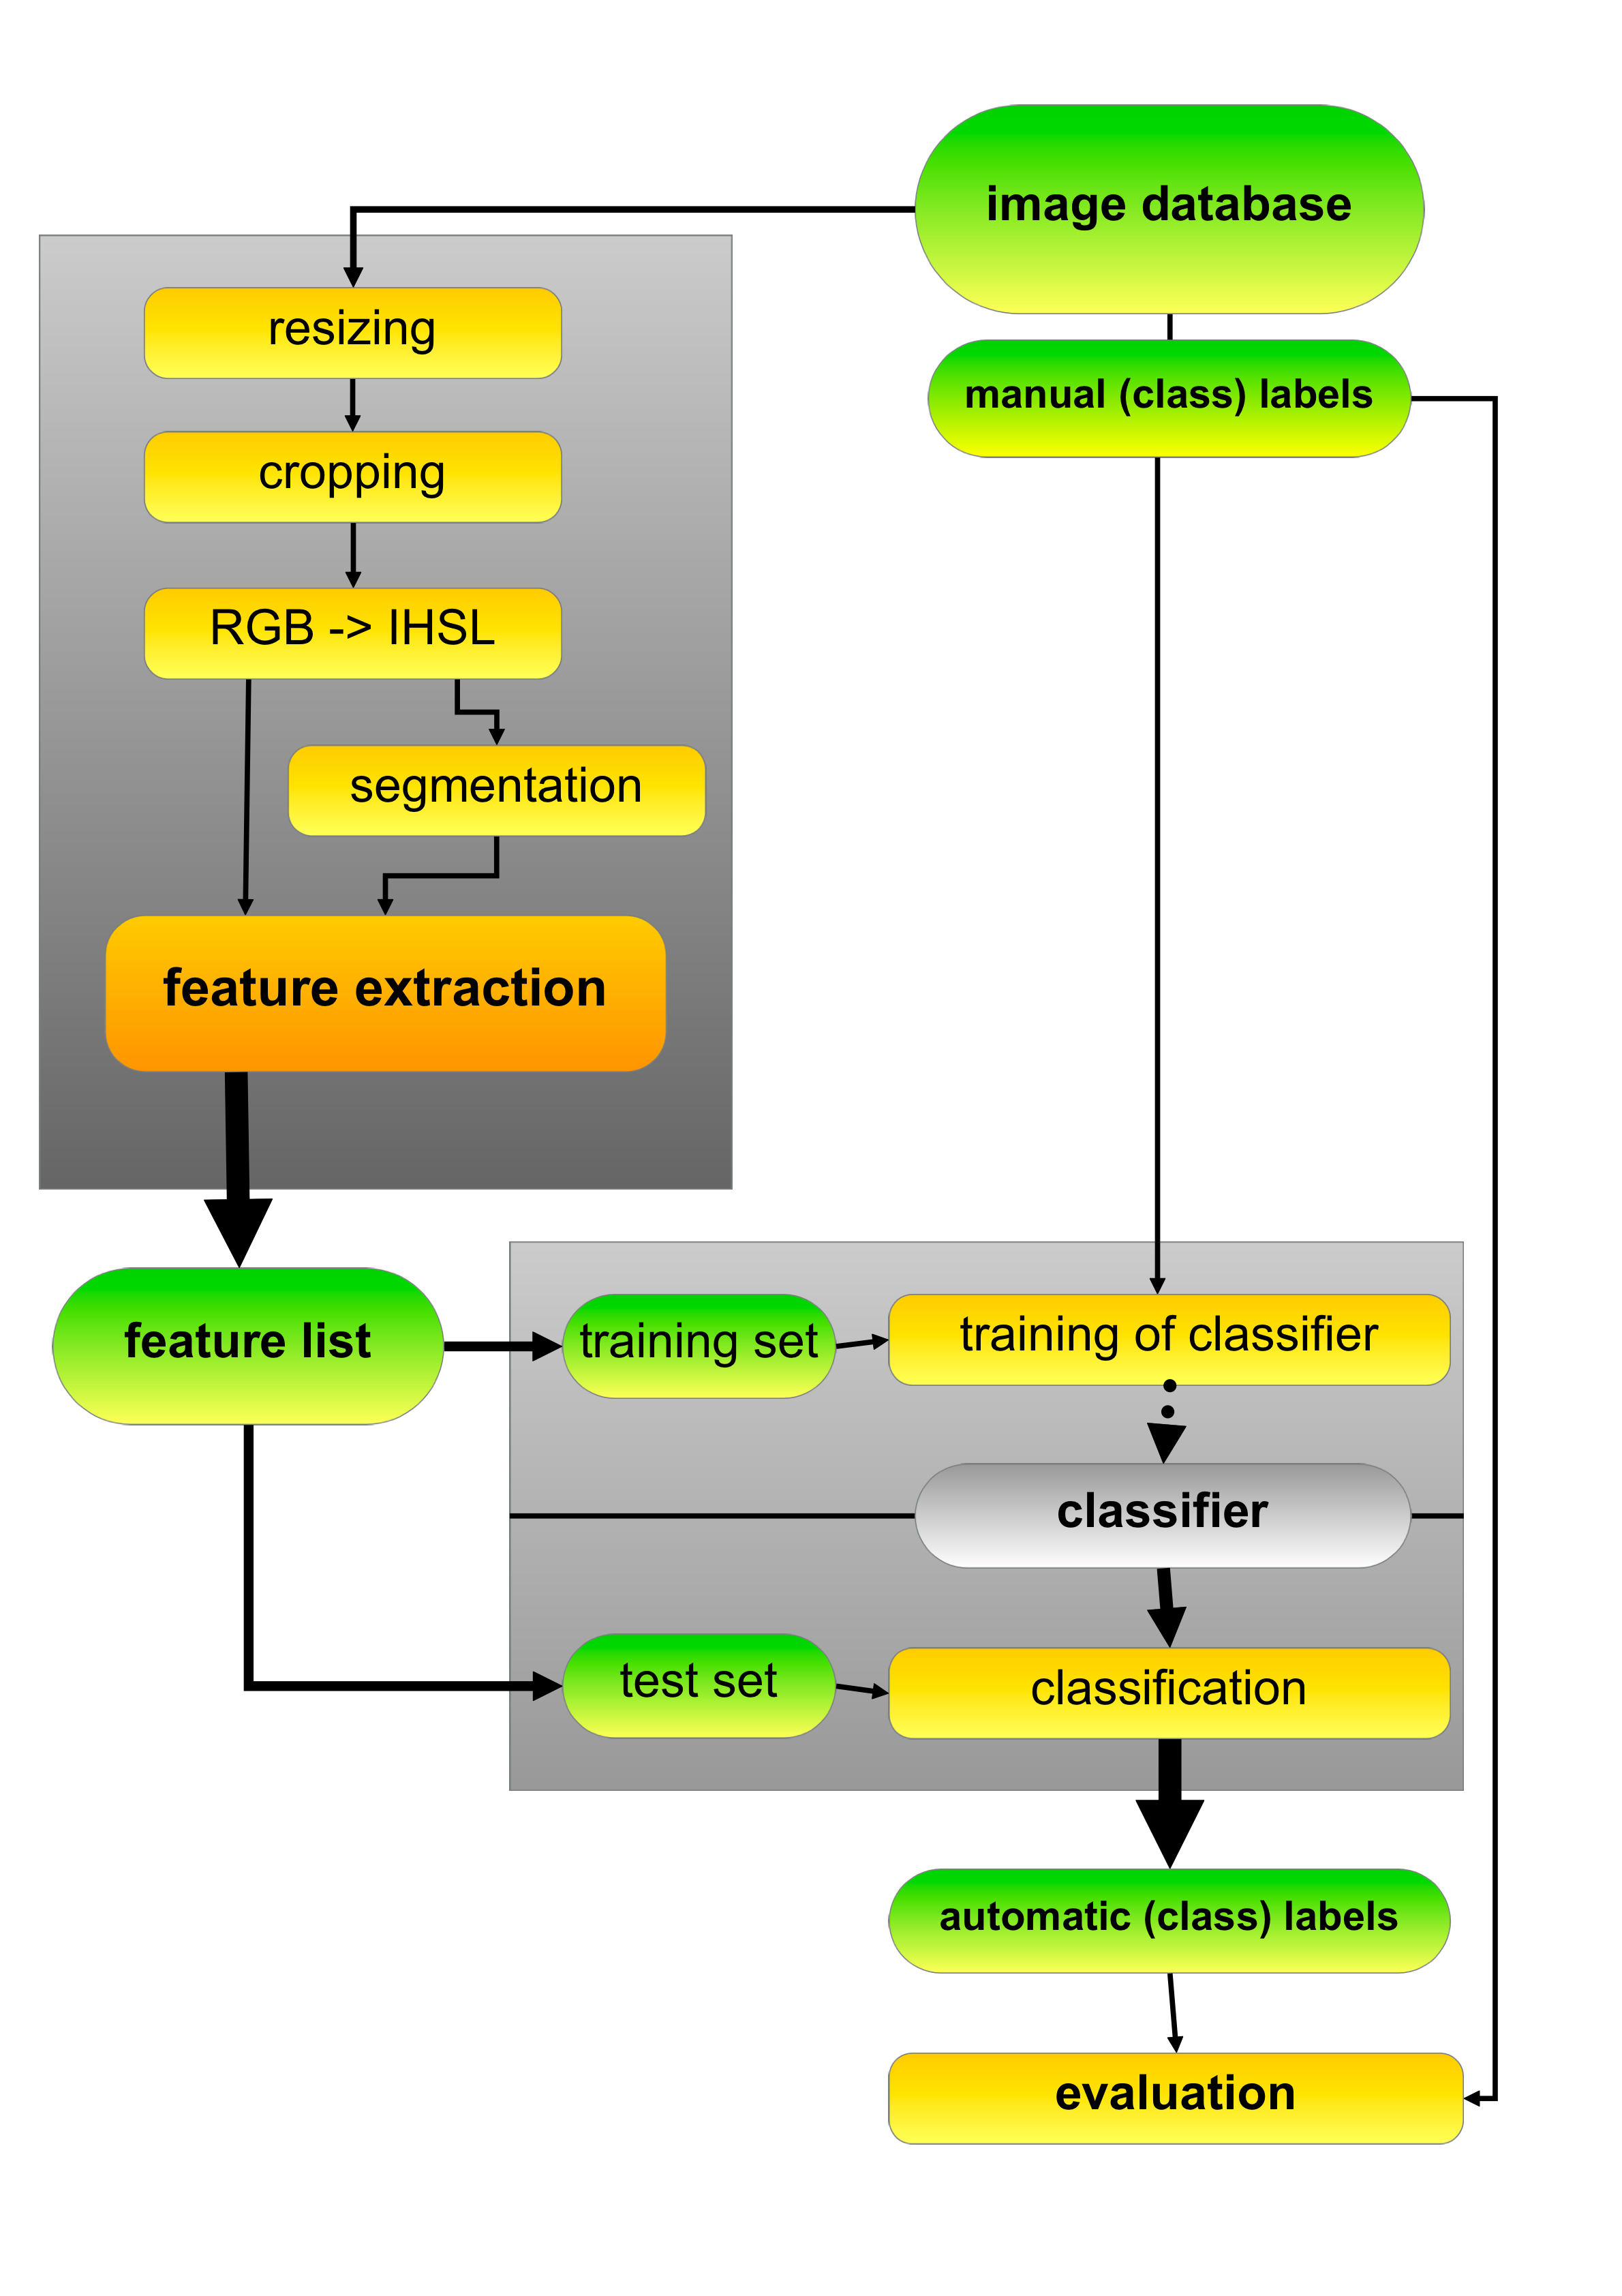 image database
manual (class) labels
resizing
cropping
RGB -> IHSL
segmentation
feature extraction
feature list
training set
training of classifier
classifier
test set
classification
automatic (class) labels
evaluation